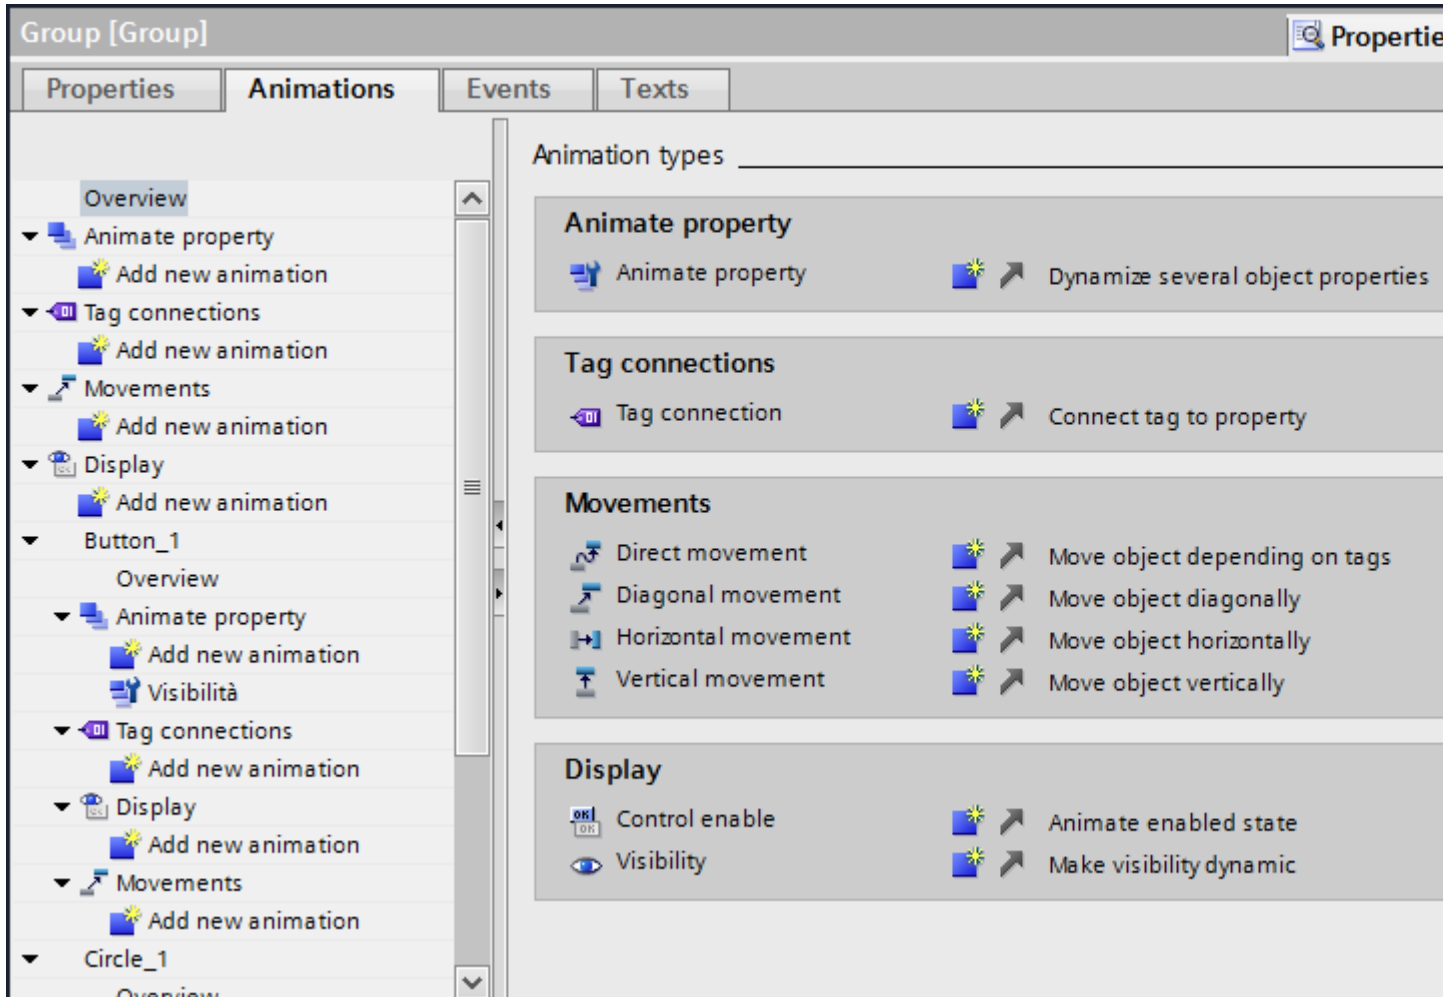 Group [Group]
Propertie
Properties
Animations
Events
Texts
Overview
Animate property
Add new animation
Tag connections
Add new animation
Movements
Add new animation
Display
Add new animation
Button_1
Overview
Animate property
Add new animation
Visibilità
Tag connections
Add new animation
Display
Add new animation
Movements
Add new animation
Circle_1
Overview
Animation types
Animate property
Animate property Dynamize several object properties
Tag connections
Tag connection Connect tag to property
Movements
Direct movement Move object depending on tags
Diagonal movement Move object diagonally
Horizontal movement Move object horizontally
Vertical movement Move object vertically
Display
Control enable Animate enabled state
Visibility Make visibility dynamic